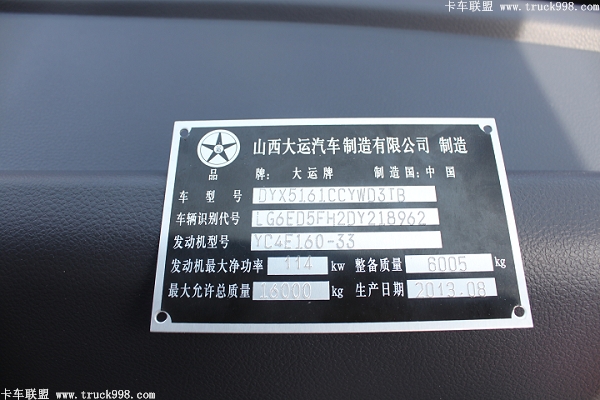 卡车联盟 www.truck998.com
山西大运汽车制造有限公司 制造
品 牌: 大运牌 制造国: 中国
车型号 DYX5161CCYWD3TB
车辆识别代号 LG6ED5FH2DY218962
发动机型号 YC4E160-33
发动机最大净功率 114 kw 整备质量 6005 kg
最大允许总质量 16000 kg 生产日期 2013.08
卡车联盟 www.truck998.com